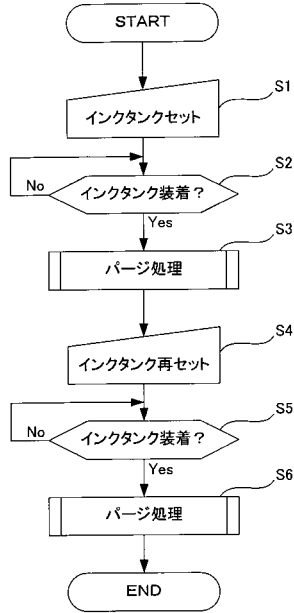 START
S1
インクタンクセット
S2
インクタンク装着？
No
Yes
S3
パージ処理
S4
インクタンク再セット
S5
インクタンク装着？
No
Yes
S6
パージ処理
END